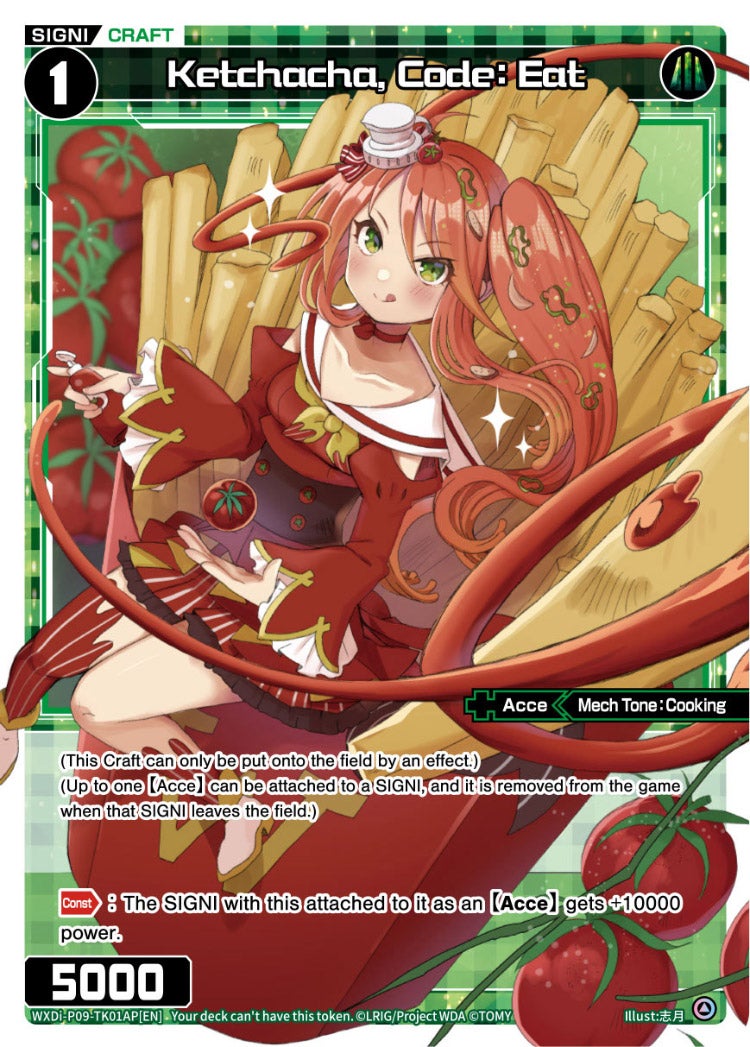 SIGNI CRAFT
1 Ketchacha, Code: Eat
Acce Mech Tone:Cooking
(This Craft can only be put onto the field by an effect.)
(Up to one 【Acce】 can be attached to a SIGNI, and it is removed from the game
when that SIGNI leaves the field.)
Const : The SIGNI with this attached to it as an 【Acce】 gets +10000
power.
5000
WXDi-P09-TK01AP[EN] Your deck can't have this token. ©LRIG/Project WDA ©TOMY Illust:志月